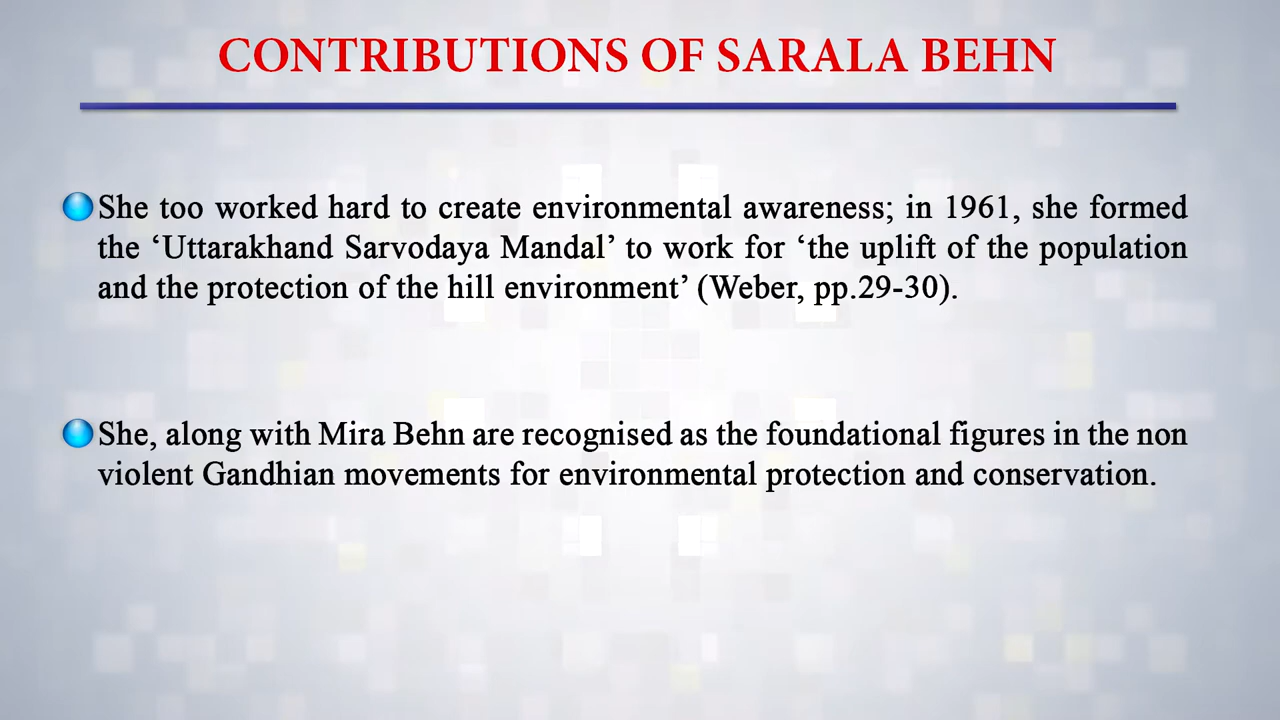 CONTRIBUTIONS OF SARALA BEHN
She too worked hard to create environmental awareness; in 1961, she formed
the ‘Uttarakhand Sarvodaya Mandal’ to work for ‘the uplift of the population
and the protection of the hill environment’ (Weber, pp.29-30).
She, along with Mira Behn are recognised as the foundational figures in the non
violent Gandhian movements for environmental protection and conservation.